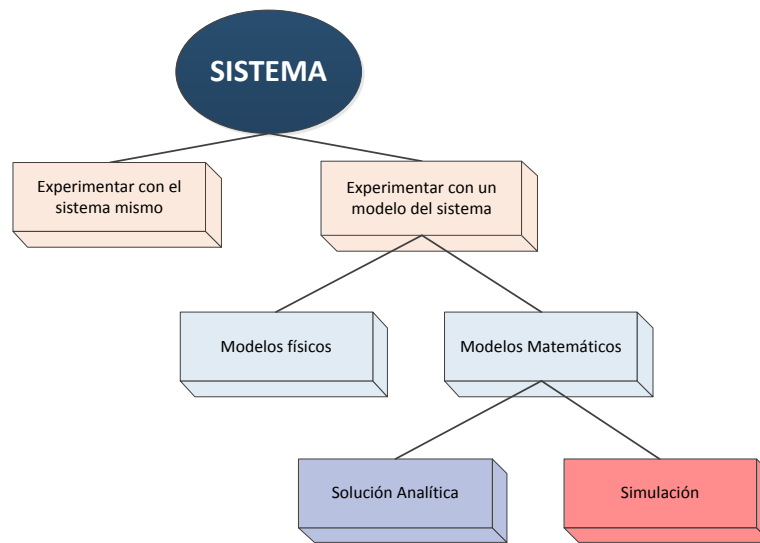 SISTEMA
Experimentar con el
sistema mismo
Experimentar con un
modelo del sistema
Modelos físicos
Modelos Matemáticos
Solución Analítica
Simulación